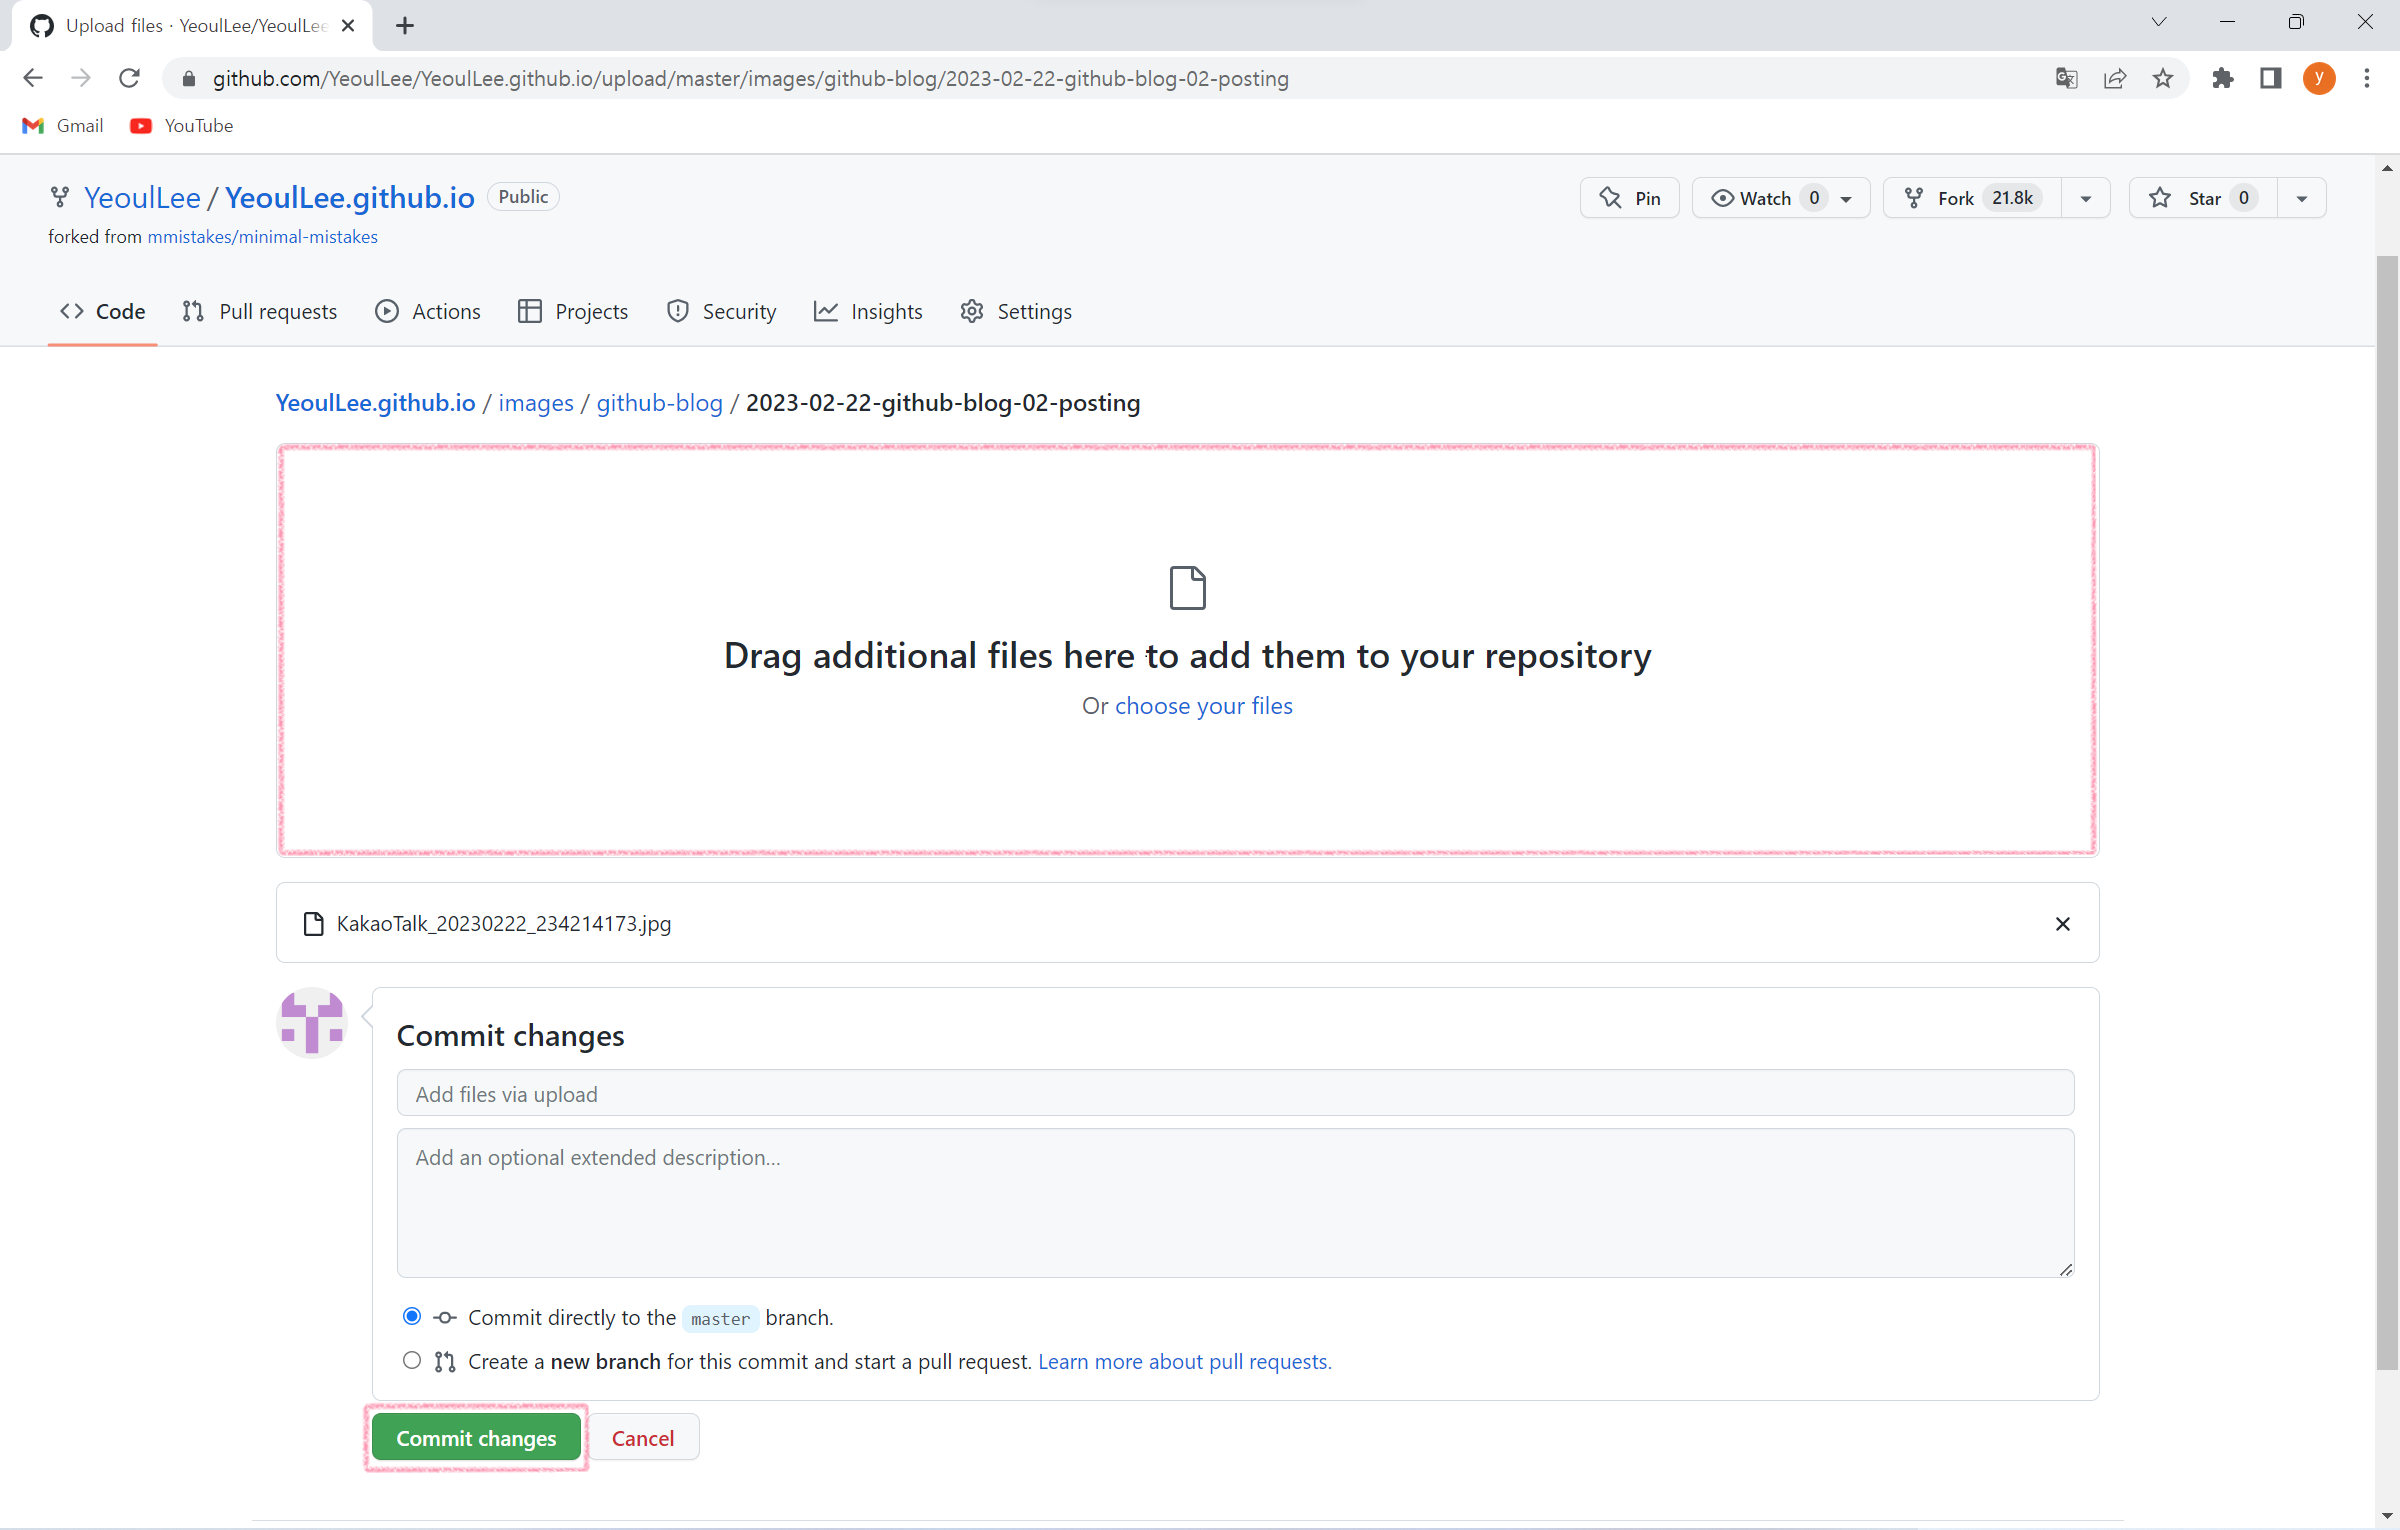 Upload files · YeoulLee/YeoulLee
github.com/YeoulLee/YeoulLee.github.io/upload/master/images/github-blog/2023-02-22-github-blog-02-posting
y
Gmail YouTube
YeoulLee / YeoulLee.github.io Public
Pin Watch 0 Fork 21.8k Star 0
forked from mmistakes/minimal-mistakes
Code Pull requests Actions Projects Security Insights Settings
YeoulLee.github.io / images / github-blog / 2023-02-22-github-blog-02-posting
Drag additional files here to add them to your repository
Or choose your files
KakaoTalk_20230222_234214173.jpg
Commit changes
Add files via upload
Add an optional extended description...
Commit directly to the master branch.
Create a new branch for this commit and start a pull request. Learn more about pull requests.
Commit changes Cancel